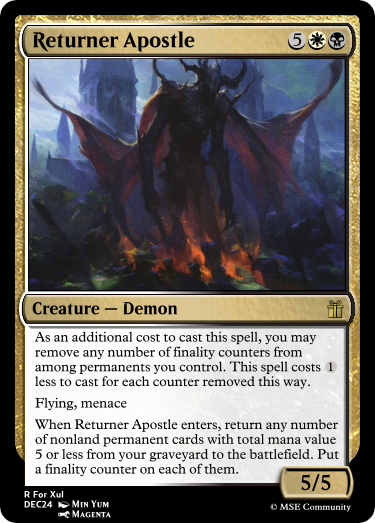 Returner Apostle 5
Creature — Demon
As an additional cost to cast this spell, you may
remove any number of finality counters from
among permanents you control. This spell costs 1
less to cast for each counter removed this way.
Flying, menace
When Returner Apostle enters, return any
number of nonland permanent cards with total mana value
5 or less from your graveyard to the battlefield. Put
a finality counter on each of them.
5/5
R For Xul
DEC24 Min Yum
Magenta
© MSE Community